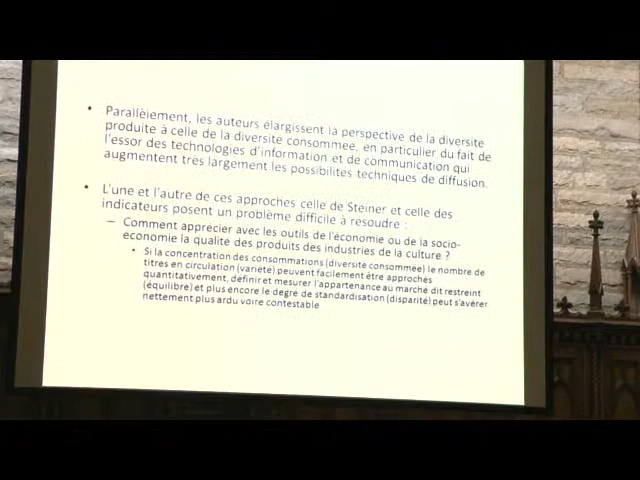 • Parallèlement, les auteurs élargissent la perspective de la diversité
produite à celle de la diversité consommée, en particulier du fait de
l'essor des technologies d'information et de communication qui
augmentent très largement les possibilités techniques de diffusion.
• L'une et l'autre de ces approches celle de Steiner et celle des
indicateurs posent un problème difficile à résoudre :
– Comment apprécier avec les outils de l'économie ou de la socio-
économie la qualité des produits des industries de la culture ?
• Si la concentration des consommations (diversité consommée) le nombre de
titres en circulation (variété) peuvent facilement être approchés
quantitativement, définir et mesurer l'appartenance au marché dit restreint
(équilibre) et plus encore le degré de standardisation (disparité) peut s'avérer
nettement plus ardu voire contestable